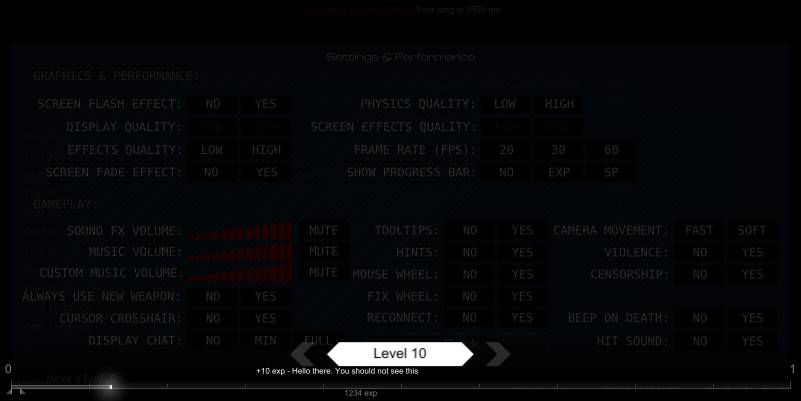 Connection Problem. Your ping is 3500 ms
Settings & Performance
GRAPHICS & PERFORMANCE:
SCREEN FLASH EFFECT: NO YES PHYSICS QUALITY: LOW HIGH
DISPLAY QUALITY: LOW HIGH SCREEN EFFECTS QUALITY: LOW HIGH
EFFECTS QUALITY: LOW HIGH FRAME RATE (FPS): 20 30 60
SCREEN FADE EFFECT: NO YES SHOW PROGRESS BAR: NO EXP SP
GAMEPLAY:
SOUND FX VOLUME: MUTE TOOLTIPS: NO YES CAMERA MOVEMENT: FAST SOFT
MUSIC VOLUME: MUTE HINTS: NO YES VIOLENCE: NO YES
CUSTOM MUSIC VOLUME: MUTE MOUSE WHEEL: NO YES CENSORSHIP: NO YES
ALWAYS USE NEW WEAPON: NO YES FIX WHEEL: NO YES
CURSOR CROSSHAIR: NO YES RECONNECT: NO YES BEEP ON DEATH: NO YES
DISPLAY CHAT: NO MIN FULL HIT SOUND: NO YES
Level 10
0 1
+10 exp - Hello there. You should not see this
1234 exp